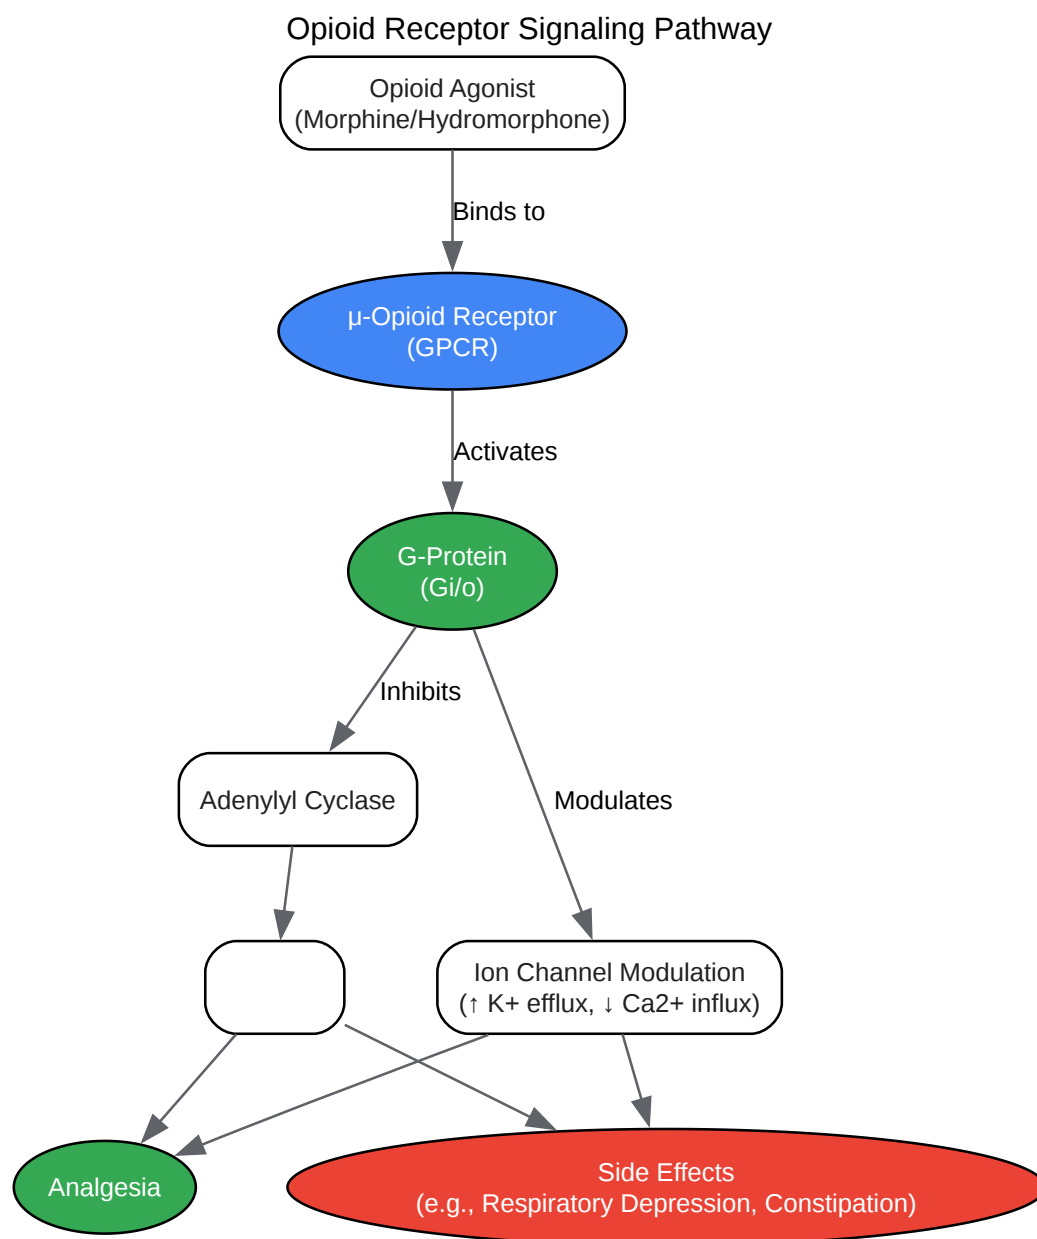 Opioid Receptor Signaling Pathway
Opioid Agonist
(Morphine/Hydromorphone)
Binds to
μ-Opioid Receptor
(GPCR)
Activates
G-Protein
(Gi/o)
Inhibits
Adenylyl Cyclase
Modulates
Ion Channel Modulation
(↑ K+ efflux, ↓ Ca2+ influx)
Analgesia
Side Effects
(e.g., Respiratory Depression, Constipation)